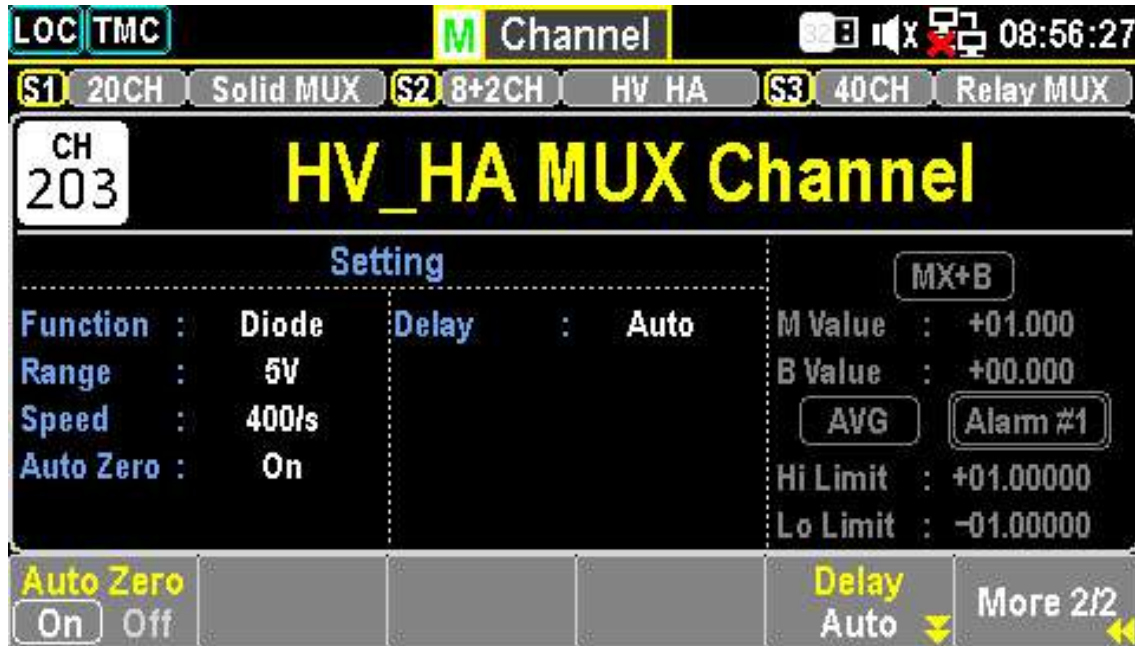 LOC TMC M Channel 32 08:56:27
S1 20CH Solid MUX S2 8+2CH HV_HA S3 40CH Relay MUX
CH
203
HV_HA MUX Channel
Setting
MX+B
Function : Diode Delay : Auto M Value : +01.000
Range : 5V B Value : +00.000
Speed : 400/s AVG Alarm #1
Auto Zero : On Hi Limit : +01.00000
Lo Limit : -01.00000
Auto Zero Delay More 2/2
On Off Auto